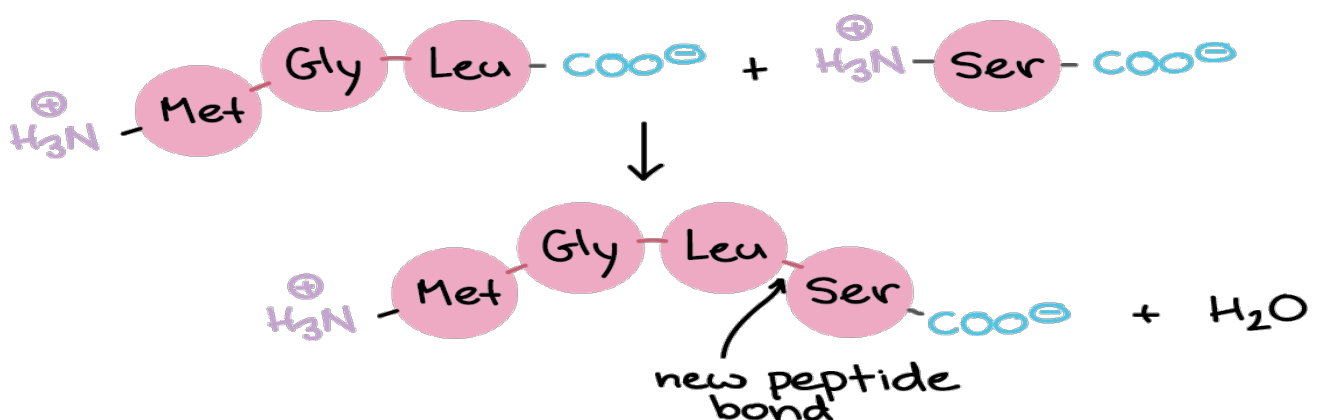 H₃N⊕ Met Gly Leu COO⊖ + H₃N⊕ Ser COO⊖
H₃N⊕ Met Gly Leu Ser COO⊖ + H₂O
new peptide
bond